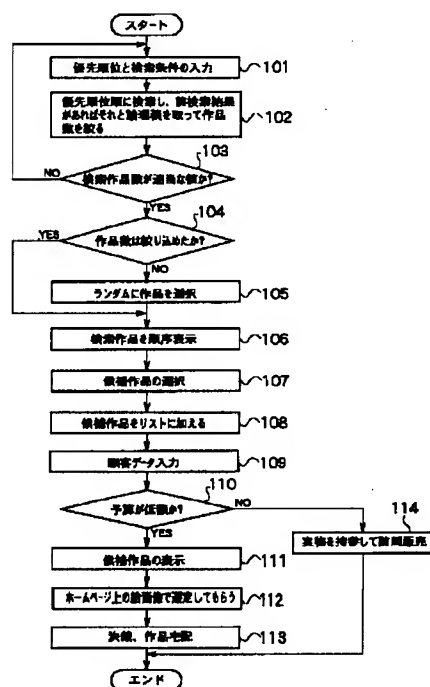 スタート
優先順位と検索条件の入力
101
優先順位順に検索し、前検索結果
があればそれと論理積を取って作品
数を絞る
102
103
検索作品数が適当な値か?
NO
YES
104
作品数は絞り込めたか?
YES
NO
ランダムに作品を選択
105
検索作品を順序表示
106
候補作品の選択
107
候補作品をリストに加える
108
顧客データ入力
109
110
予算が低額か?
NO
YES
114
実物を持参して訪問販売
候補作品の表示
111
ホームページ上の絵画像で選定してもらう
112
決済、作品宅配
113
エンド